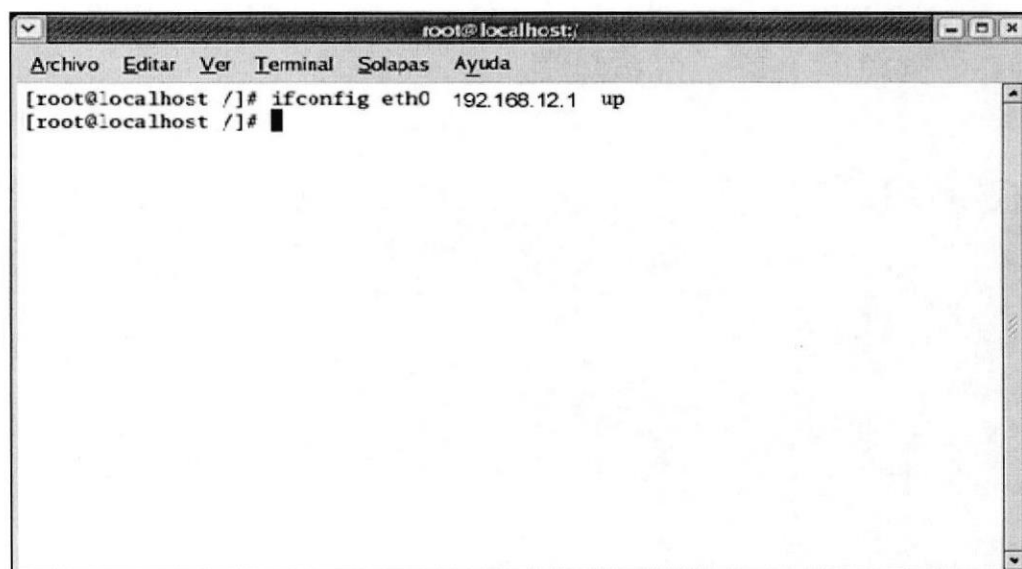 root@localhost:/
Archivo Editar Ver Terminal Solapas Ayuda
[root@localhost /]# ifconfig eth0 192.168.12.1 up
[root@localhost /]#